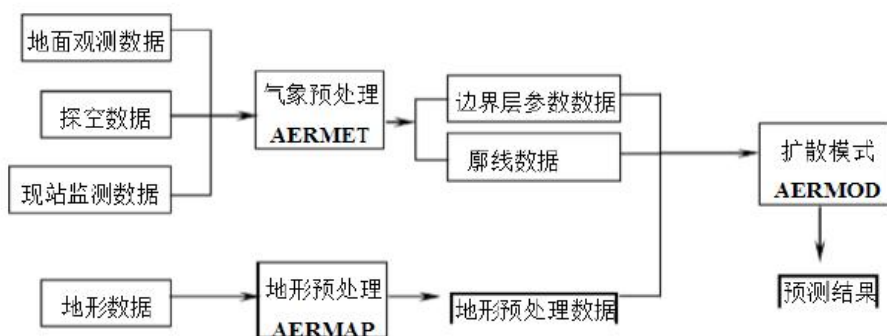 地面观测数据
探空数据
现站监测数据
气象预处理
AERMET
边界层参数数据
廓线数据
扩散模式
AERMOD
预测结果
地形数据
地形预处理
AERMAP
地形预处理数据